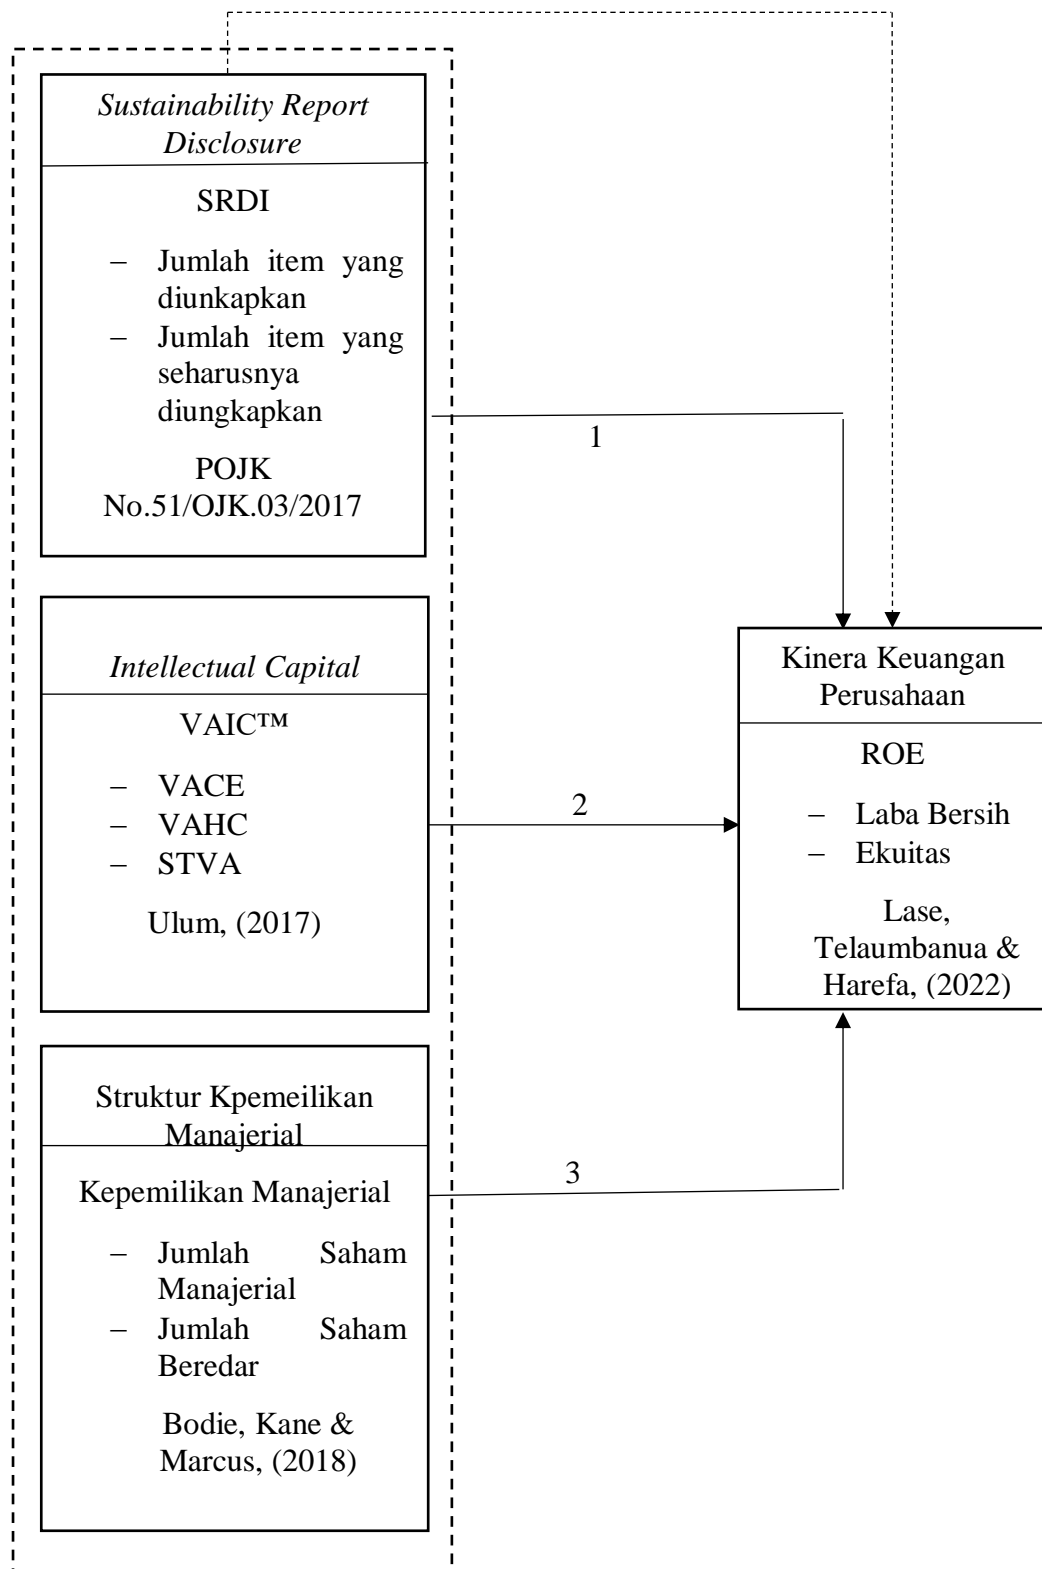 Sustainability Report
Disclosure
SRDI
– Jumlah item yang
diunkapkan
– Jumlah item yang
seharusnya
diungkapkan
POJK
No.51/OJK.03/2017
1
Intellectual Capital
VAIC™
– VACE
– VAHC
– STVA
Ulum, (2017)
2
Kinera Keuangan
Perusahaan
ROE
– Laba Bersih
– Ekuitas
Lase,
Telaumbanua &
Harefa, (2022)
Struktur Kpemeilikan
Manajerial
Kepemilikan Manajerial
– Jumlah Saham
Manajerial
– Jumlah Saham
Beredar
Bodie, Kane &
Marcus, (2018)
3